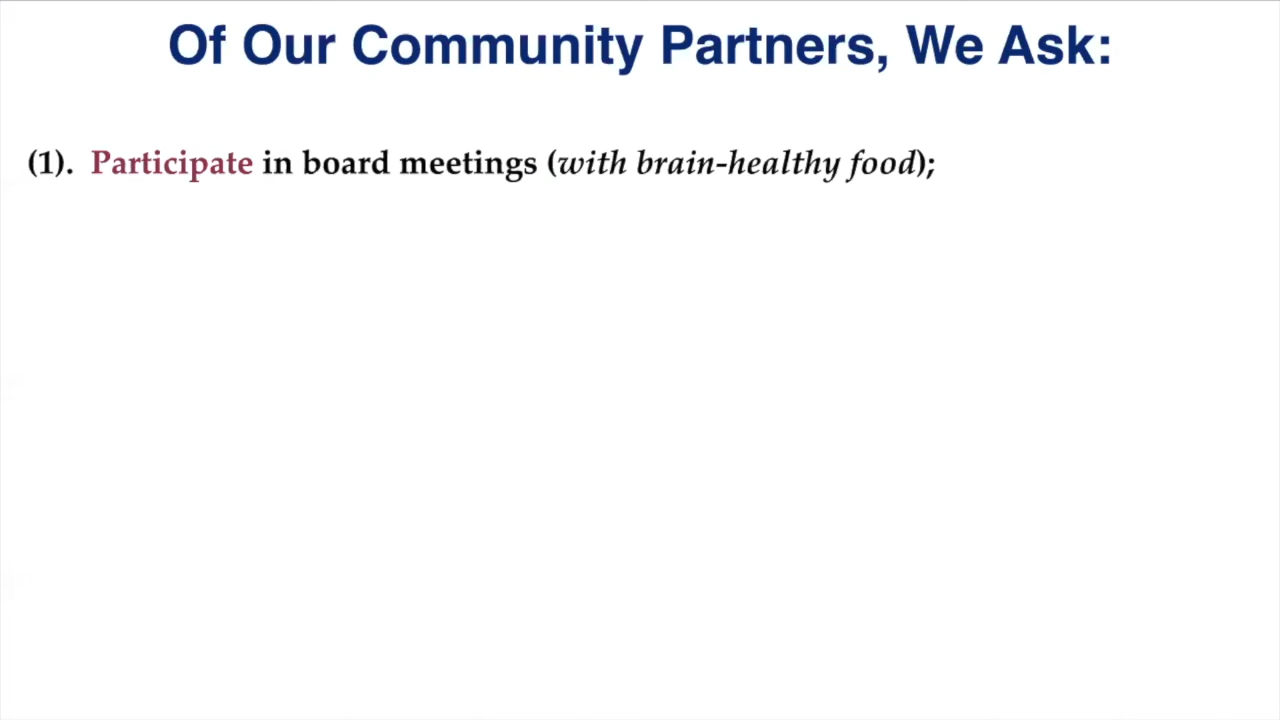 Of Our Community Partners, We Ask:
(1). Participate in board meetings (with brain-healthy food);